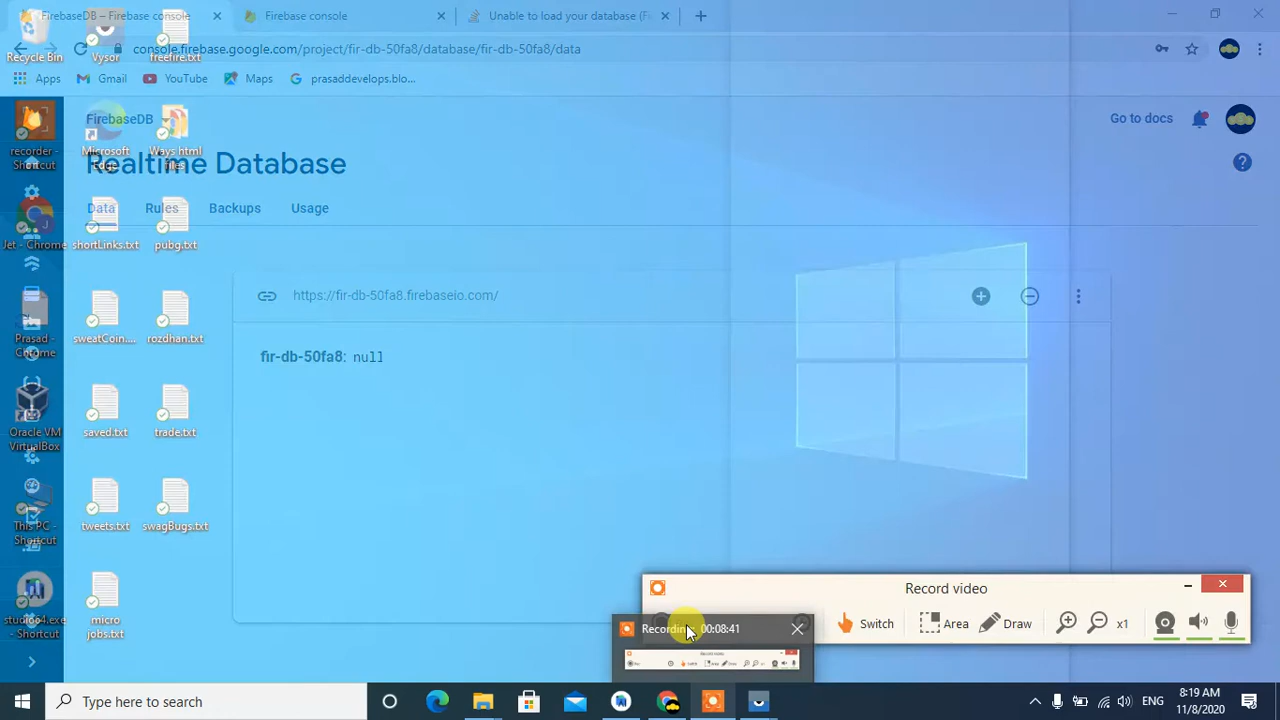 FirebaseDB – Firebase console
Firebase console
Unable to load your database (Fi
console.firebase.google.com/project/fir-db-50fa8/database/fir-db-50fa8/data
Apps
Gmail
YouTube
Maps
prasaddevelops.blo...
Recycle Bin
Vysor
freefire.txt
recorder - Shortcut
Microsoft Edge
Ways html files
Jet - Chrome
shortLinks.txt
pubg.txt
Prasad - Chrome
sweatCoin....
rozdhan.txt
Oracle VM VirtualBox
saved.txt
trade.txt
This PC - Shortcut
tweets.txt
swagBugs.txt
studio64.exe - Shortcut
micro jobs.txt
FirebaseDB
Go to docs
Realtime Database
Data
Rules
Backups
Usage
https://fir-db-50fa8.firebaseio.com/
fir-db-50fa8: null
Record video
Switch
Area
Draw
x1
Recording 00:08:41
Record video
Type here to search
ENG
8:19 AM
11/8/2020